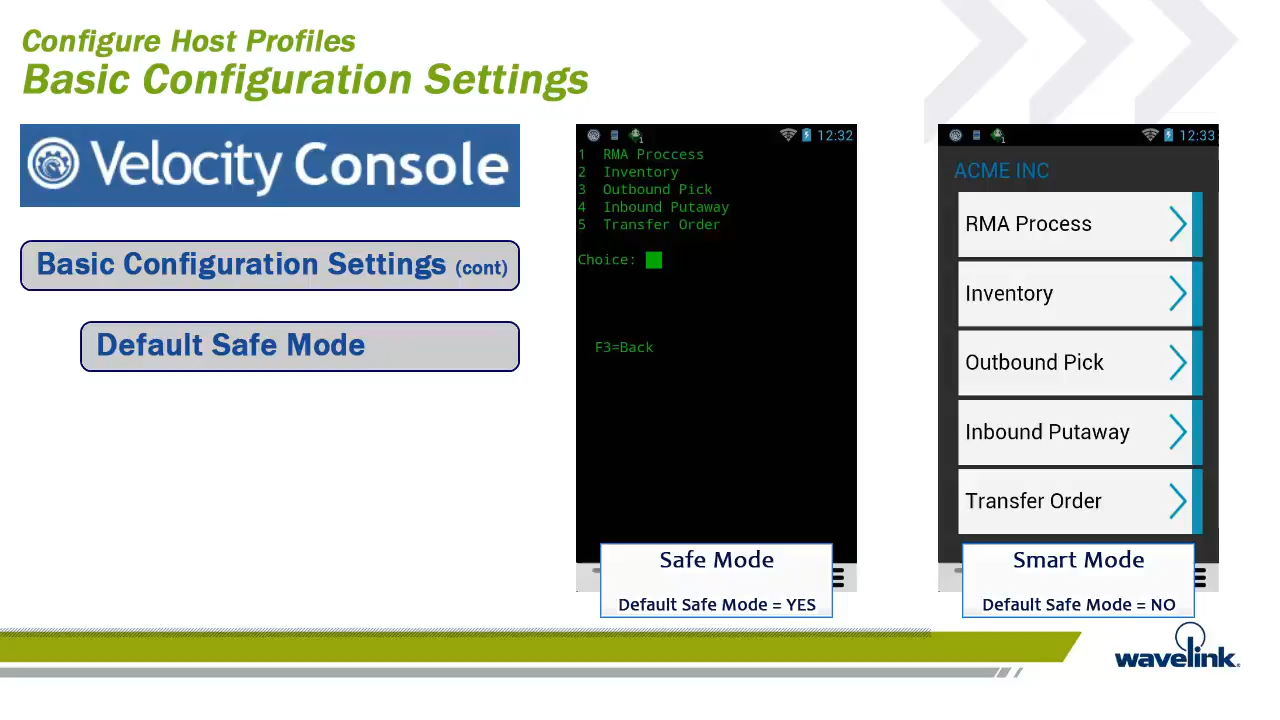 Configure Host Profiles
Basic Configuration Settings
Velocity Console
Basic Configuration Settings (cont)
Default Safe Mode
12:32
1 RMA Proccess
2 Inventory
3 Outbound Pick
4 Inbound Putaway
5 Transfer Order
Choice:
F3=Back
Safe Mode
Default Safe Mode = YES
12:33
ACME INC
RMA Process
Inventory
Outbound Pick
Inbound Putaway
Transfer Order
Smart Mode
Default Safe Mode = NO
wavelink